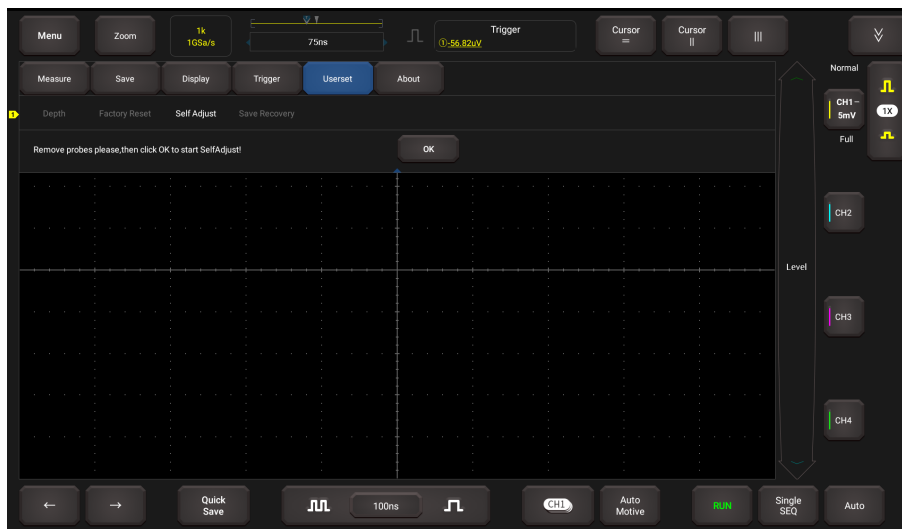 Menu
Zoom
1k
1GSa/s
75ns
Trigger
①-56.82uV
Cursor
=
Cursor
||
|||
Measure
Save
Display
Trigger
Userset
About
Normal
Depth
Factory Reset
Self Adjust
Save Recovery
1
CH1
5mV
1X
Full
Remove probes please,then click OK to start SelfAdjust!
OK
CH2
Level
CH3
CH4
←
→
Quick
Save
100ns
CH1
Auto
Motive
RUN
Single
SEQ
Auto